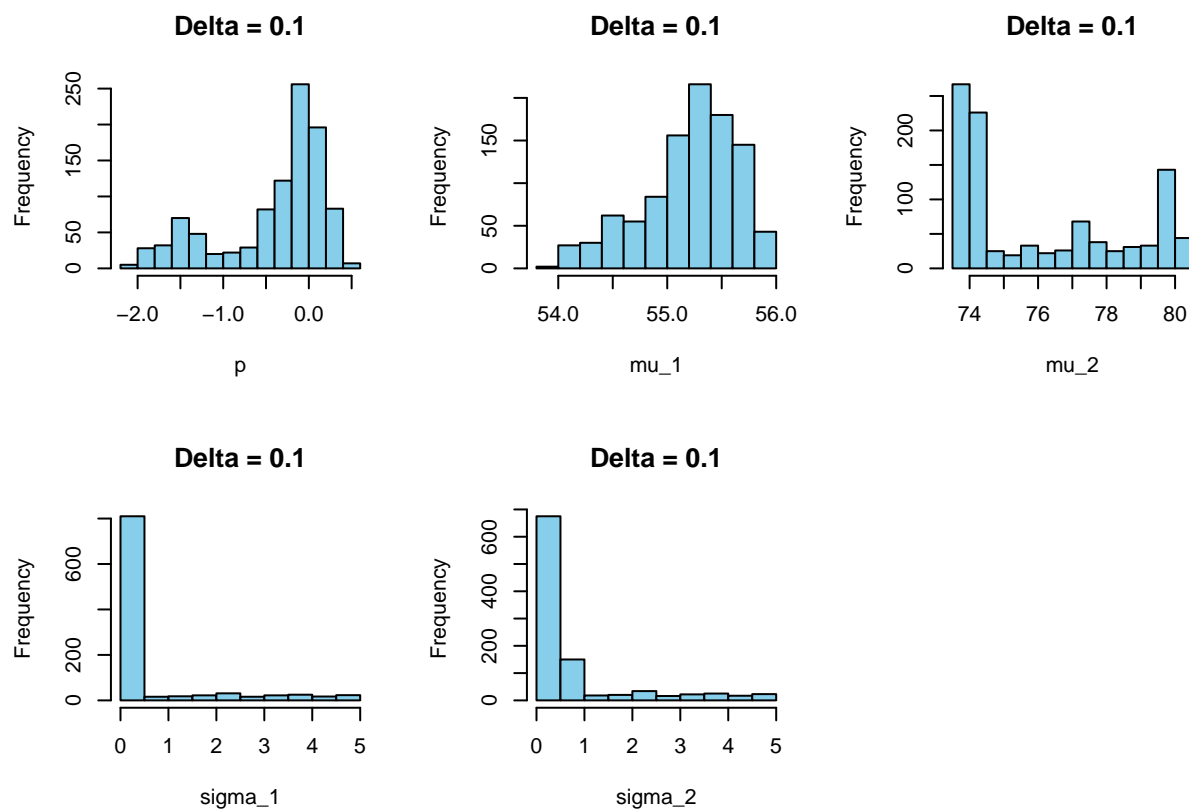 Delta = 0.1
Frequency
250
150
50
0
−2.0 −1.0 0.0
p
Delta = 0.1
Frequency
150
50
0
54.0 55.0 56.0
mu_1
Delta = 0.1
Frequency
200
100
0
74 76 78 80
mu_2
Delta = 0.1
Frequency
600
200
0
0 1 2 3 4 5
sigma_1
Delta = 0.1
Frequency
600
400
200
0
0 1 2 3 4 5
sigma_2